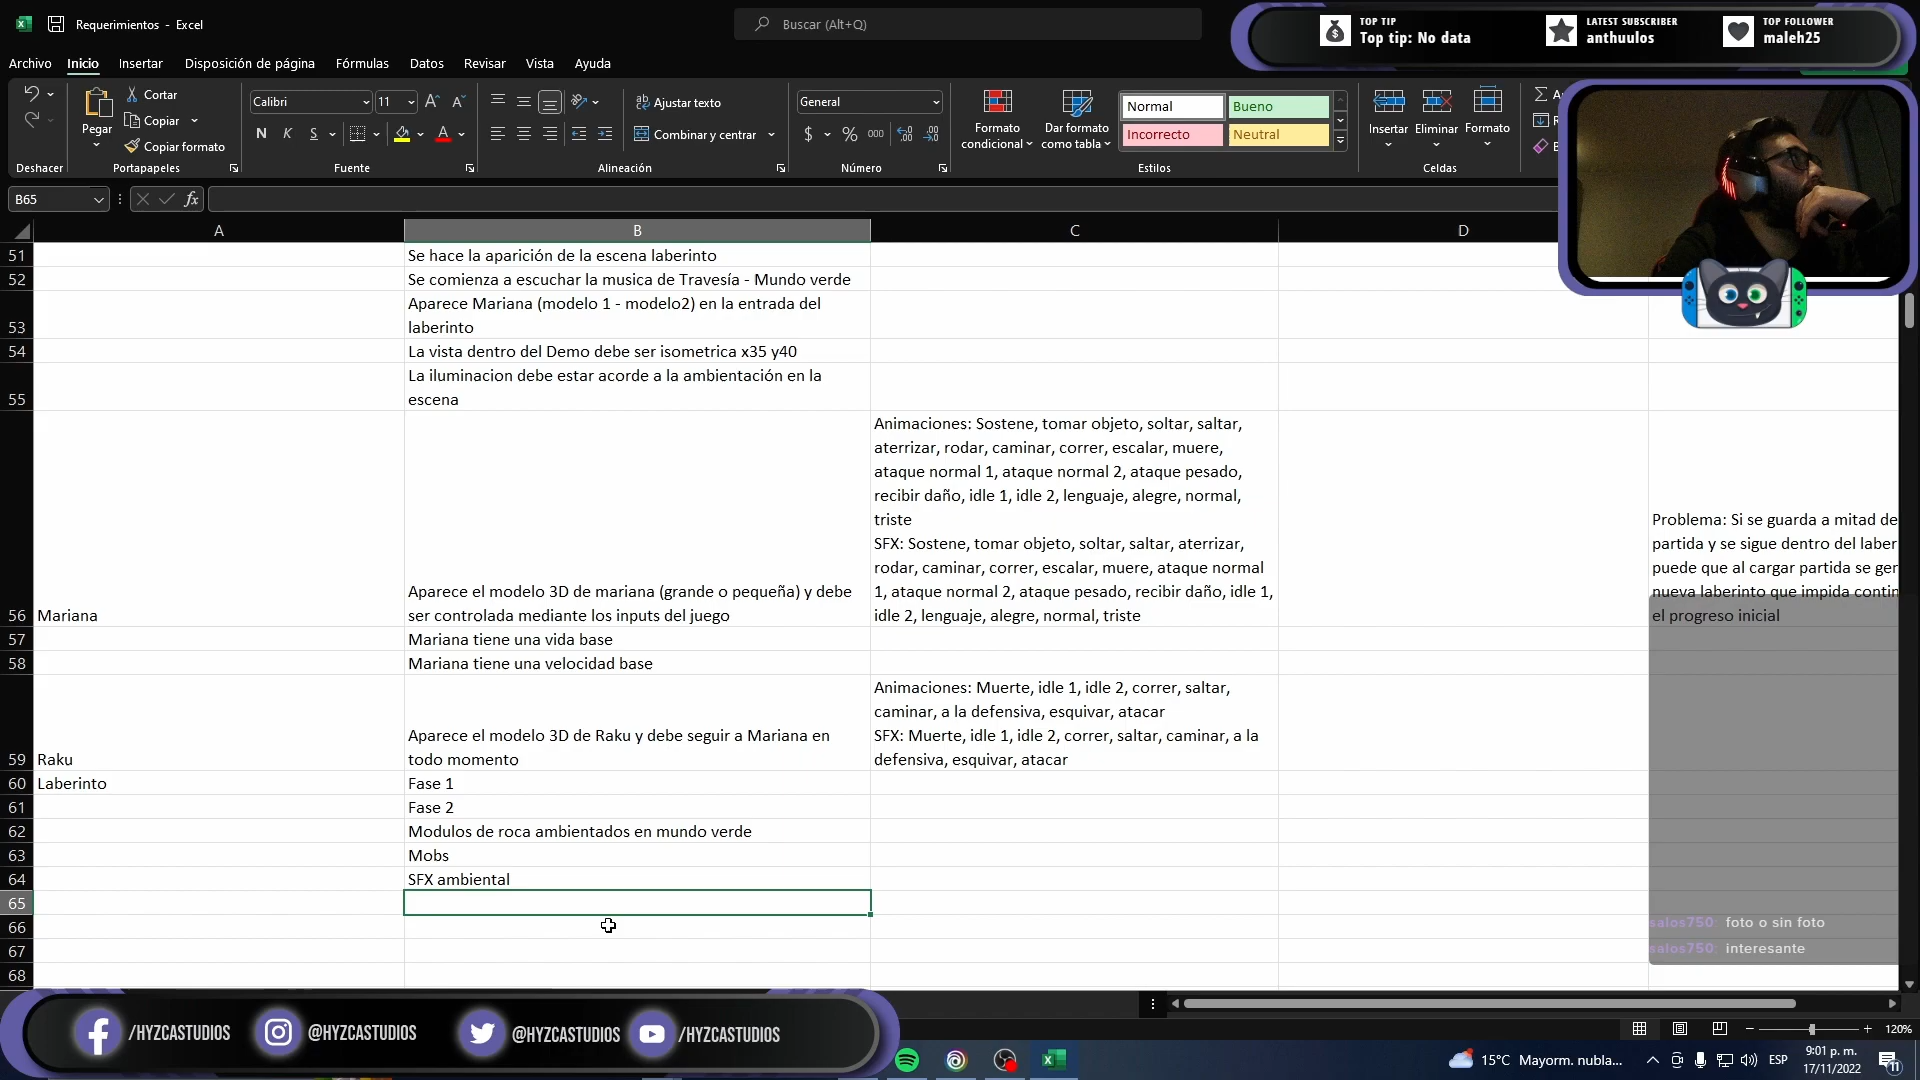 Requerimientos - Excel
Buscar (Alt+Q)
TOP TIP
Top tip: No data
LATEST SUBSCRIBER
anthuulos
TOP FOLLOWER
maleh25
Archivo Inicio Insertar Disposición de página Fórmulas Datos Revisar Vista Ayuda
Pegar
Cortar
Copiar
Copiar formato
Calibri 11
N K S
Ajustar texto
Combinar y centrar
General
$ % 000
Formato condicional
Dar formato como tabla
Normal Bueno
Incorrecto Neutral
Insertar Eliminar Formato
Deshacer Portapapeles Fuente Alineación Número Estilos Celdas
B65 fx
A B C D
51 Se hace la aparición de la escena laberinto
52 Se comienza a escuchar la musica de Travesía - Mundo verde
Aparece Mariana (modelo 1 - modelo2) en la entrada del
53 laberinto
54 La vista dentro del Demo debe ser isometrica x35 y40
La iluminacion debe estar acorde a la ambientación en la
55 escena
Animaciones: Sostene, tomar objeto, soltar, saltar,
aterrizar, rodar, caminar, correr, escalar, muere,
ataque normal 1, ataque normal 2, ataque pesado,
recibir daño, idle 1, idle 2, lenguaje, alegre, normal,
triste
SFX: Sostene, tomar objeto, soltar, saltar, aterrizar,
rodar, caminar, correr, escalar, muere, ataque normal
1, ataque normal 2, ataque pesado, recibir daño, idle 1,
idle 2, lenguaje, alegre, normal, triste
Aparece el modelo 3D de mariana (grande o pequeña) y debe
56 Mariana ser controlada mediante los inputs del juego
Problema: Si se guarda a mitad de
partida y se sigue dentro del laber
puede que al cargar partida se ger
nueva laberinto que impida contin
el progreso inicial
57 Mariana tiene una vida base
58 Mariana tiene una velocidad base
Animaciones: Muerte, idle 1, idle 2, correr, saltar,
caminar, a la defensiva, esquivar, atacar
SFX: Muerte, idle 1, idle 2, correr, saltar, caminar, a la
defensiva, esquivar, atacar
Aparece el modelo 3D de Raku y debe seguir a Mariana en
59 Raku todo momento
60 Laberinto Fase 1
61 Fase 2
62 Modulos de roca ambientados en mundo verde
63 Mobs
64 SFX ambiental
65
66
67
68
salos750: foto o sin foto
salos750: interesante
/HYZCASTUDIOS @HYZCASTUDIOS @HYZCASTUDIOS /HYZCASTUDIOS
120%
15°C Mayorm. nubla... ESP
9:01 p. m.
17/11/2022
11